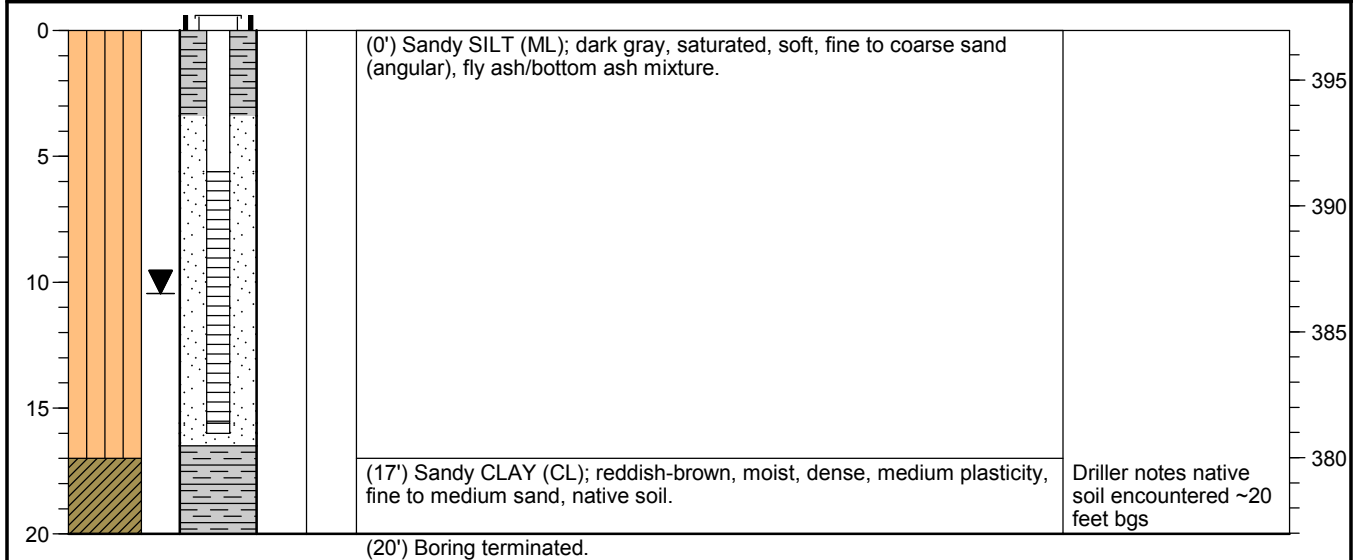 0
5
10
15
20
(0') Sandy SILT (ML); dark gray, saturated, soft, fine to coarse sand
(angular), fly ash/bottom ash mixture.
(17') Sandy CLAY (CL); reddish-brown, moist, dense, medium plasticity,
fine to medium sand, native soil.
(20') Boring terminated.
Driller notes native
soil encountered ~20
feet bgs
395
390
385
380